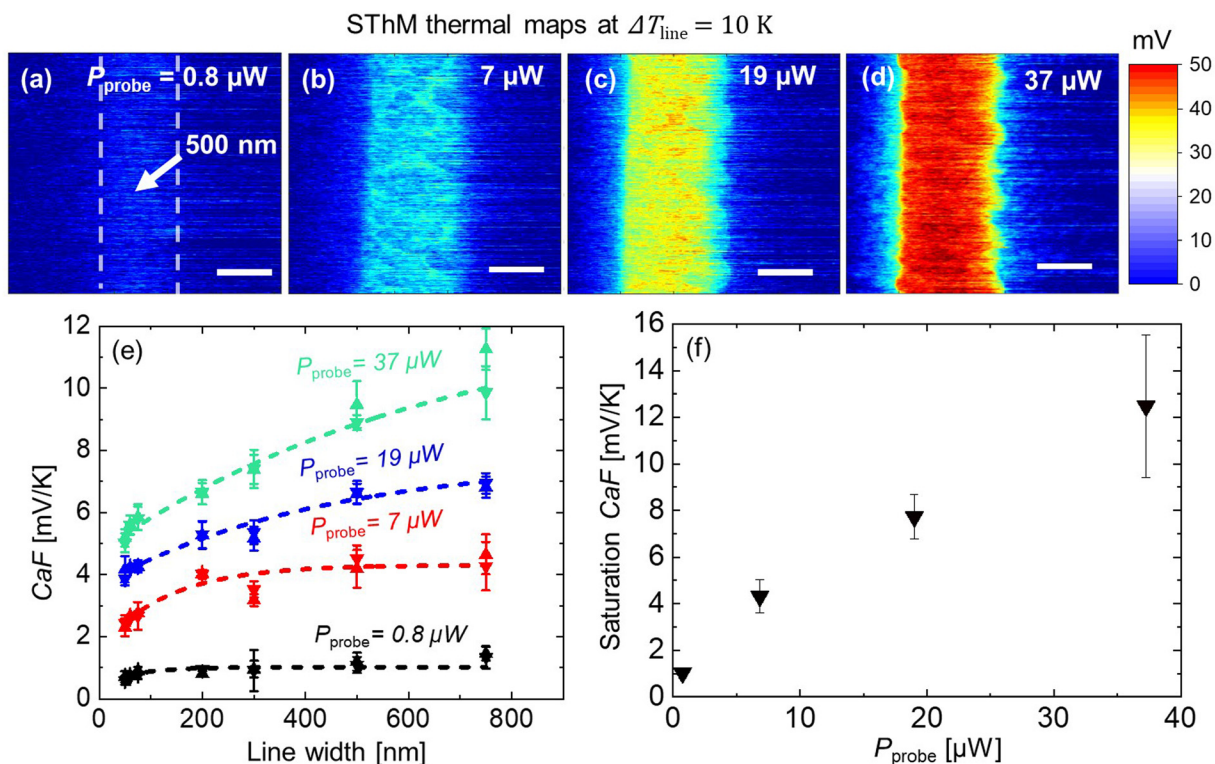 SThM thermal maps at ΔT_line = 10 K
mV
(a) P_probe = 0.8 µW
500 nm
(b) 7 µW
(c) 19 µW
(d) 37 µW
50
40
30
20
10
0
(e)
12
10
8
6
4
2
0
CaF [mV/K]
P_probe = 37 µW
P_probe = 19 µW
P_probe = 7 µW
P_probe = 0.8 µW
0 200 400 600 800
Line width [nm]
(f)
16
14
12
10
8
6
4
2
0
Saturation CaF [mV/K]
0 10 20 30 40
P_probe [µW]